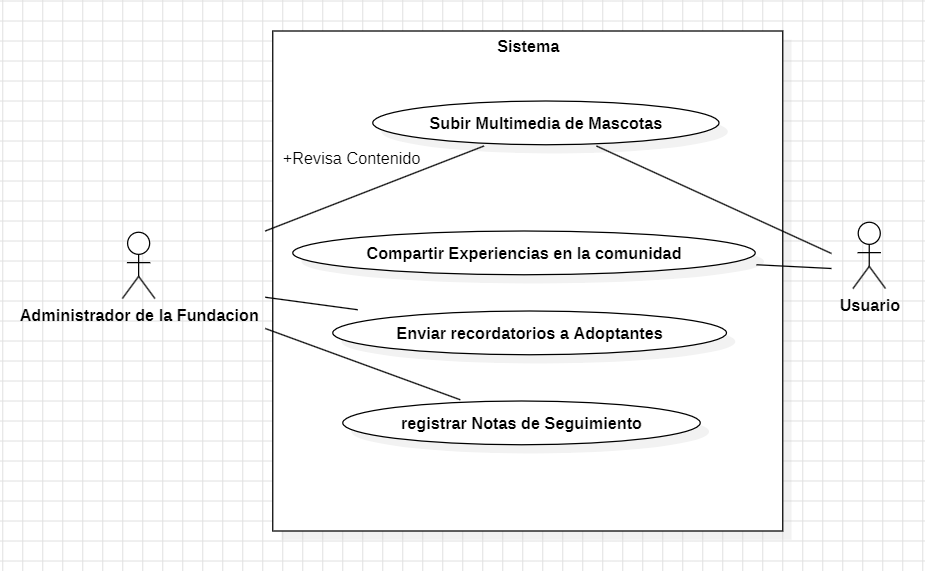 Sistema
Subir Multimedia de Mascotas
+Revisa Contenido
Compartir Experiencias en la comunidad
Usuario
Administrador de la Fundacion
Enviar recordatorios a Adoptantes
registrar Notas de Seguimiento